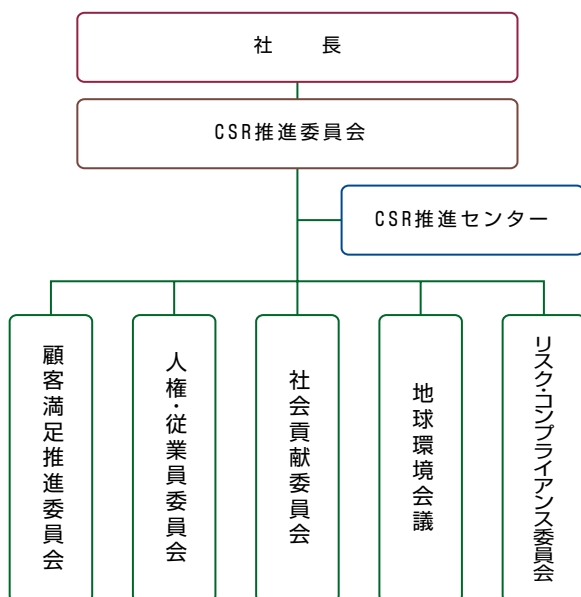 社　　長
CSR推進委員会
CSR推進センター
顧客満足推進委員会
人権・従業員委員会
社会貢献委員会
地球環境会議
リスク・コンプライアンス委員会